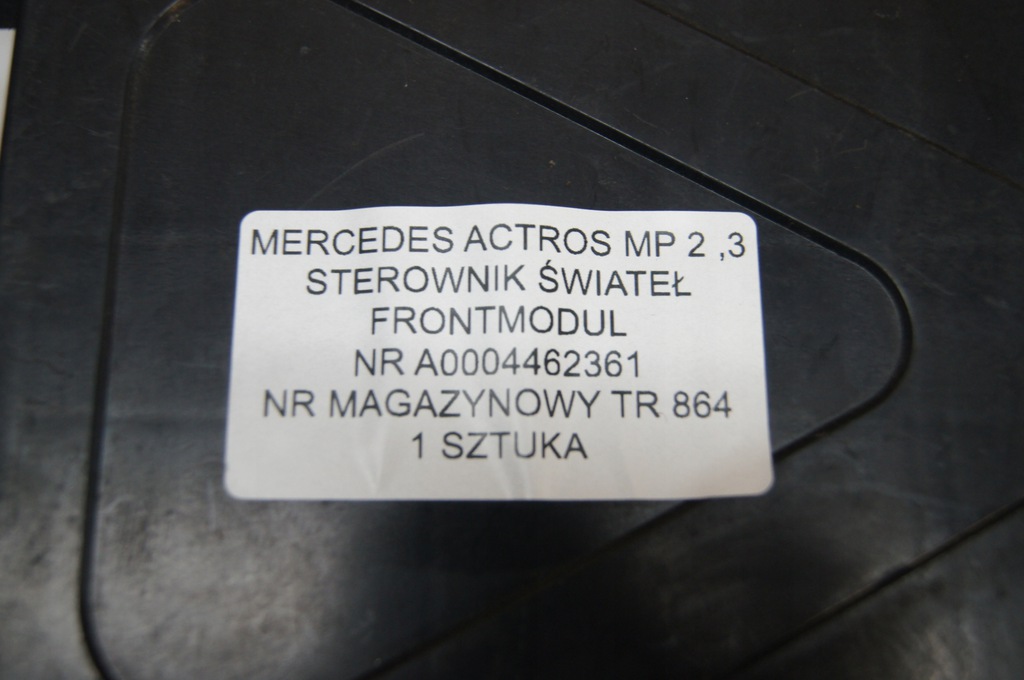 MERCEDES ACTROS MP 2 ,3
STEROWNIK ŚWIATEŁ
FRONTMODUL
NR A0004462361
NR MAGAZYNOWY TR 864
1 SZTUKA